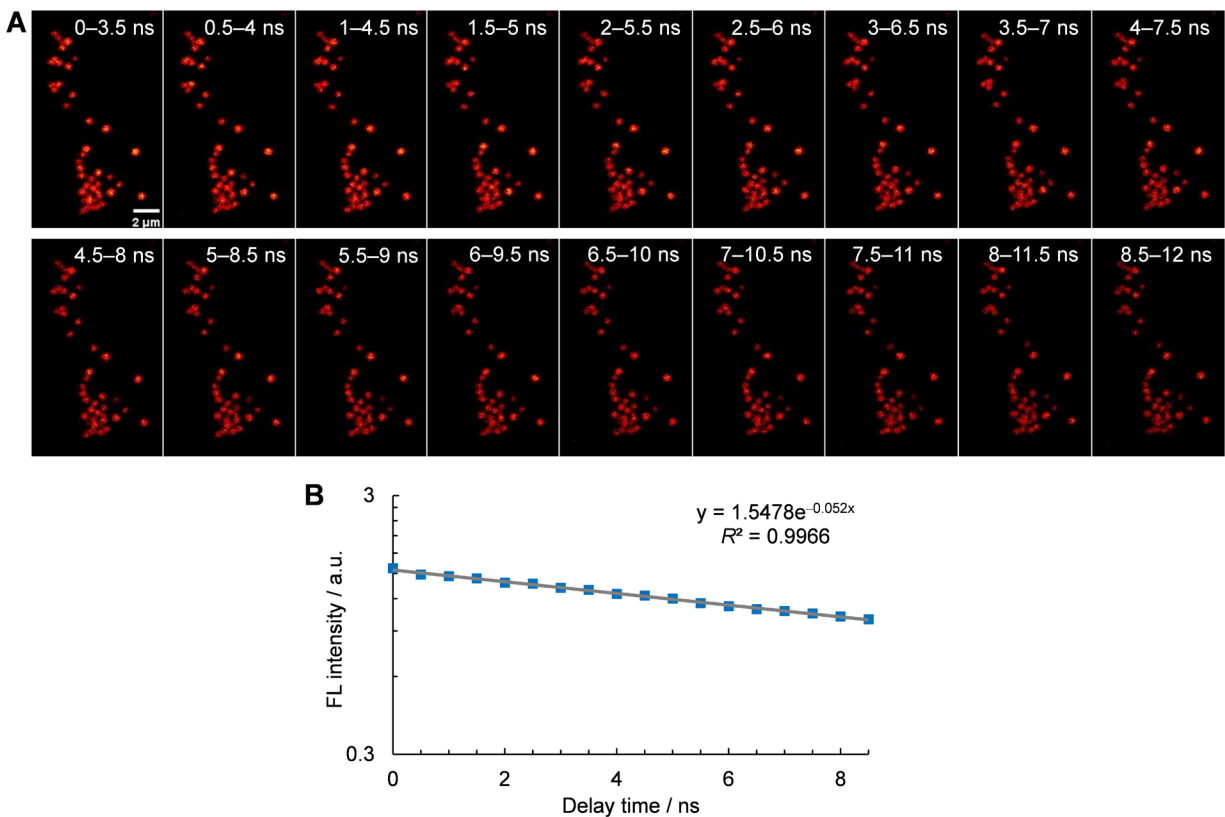 A
0–3.5 ns 0.5–4 ns 1–4.5 ns 1.5–5 ns 2–5.5 ns 2.5–6 ns 3–6.5 ns 3.5–7 ns 4–7.5 ns
2 µm
4.5–8 ns 5–8.5 ns 5.5–9 ns 6–9.5 ns 6.5–10 ns 7–10.5 ns 7.5–11 ns 8–11.5 ns 8.5–12 ns
B
3
y = 1.5478e^–0.052x
R² = 0.9966
FL intensity / a.u.
0.3
0 2 4 6 8
Delay time / ns